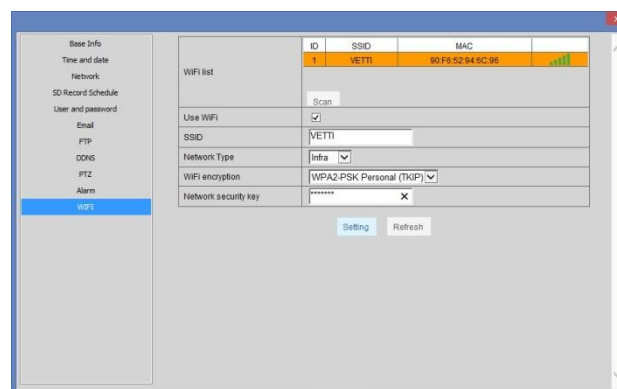 Base Info
Time and date
Network
SD Record Schedule
User and password
Email
FTP
DDNS
PTZ
Alarm
WIFI
ID SSID MAC
WiFi list
1 VETTI 90:F6:52:94:6C:96
Scan
Use WiFi
SSID VETTI
Network Type Infra
WiFi encryption WPA2-PSK Personal (TKIP)
Network security key *******
Setting Refresh